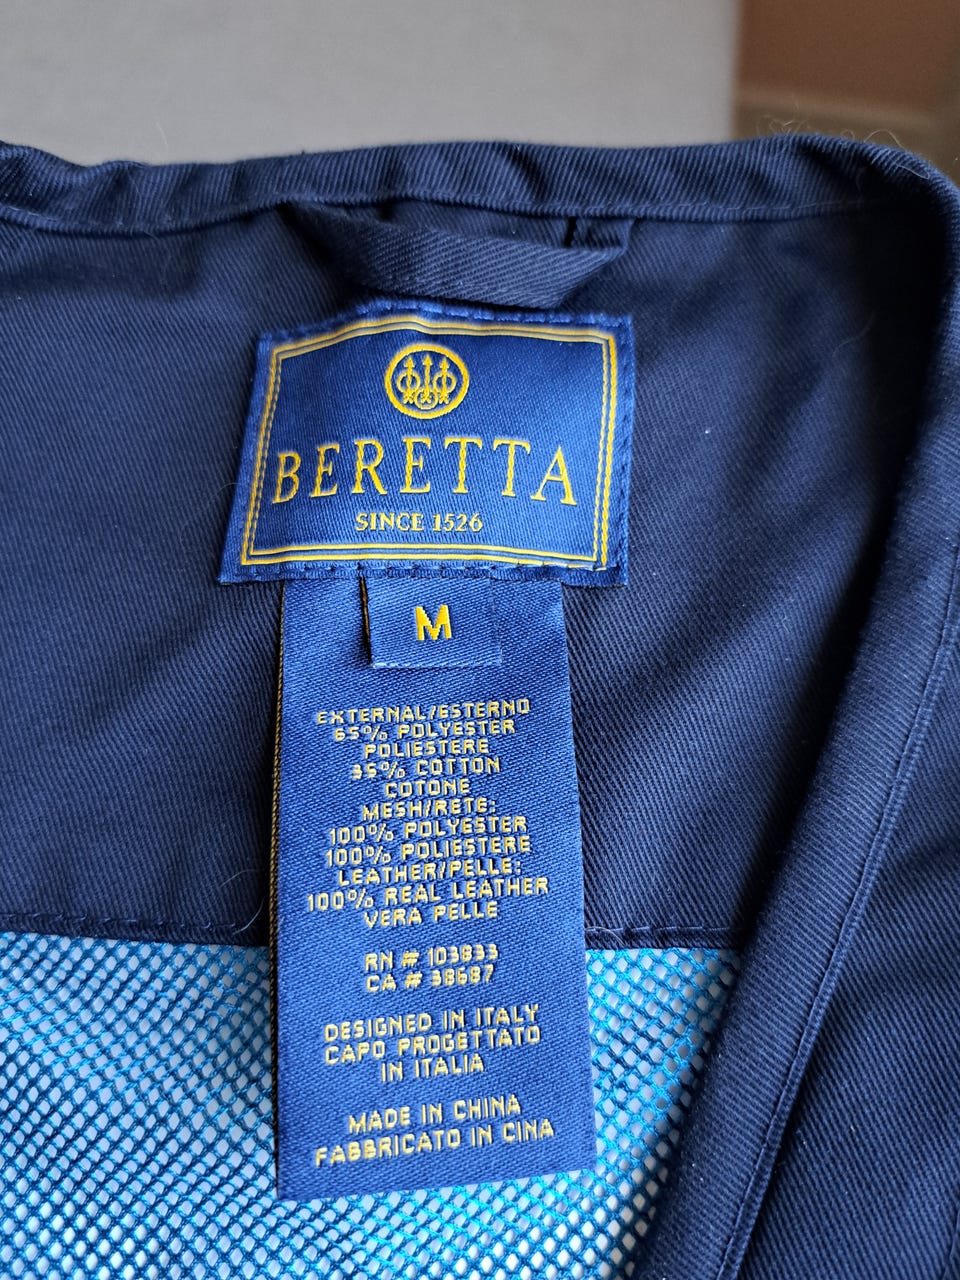 BERETTA
SINCE 1526
M
EXTERNAL/ESTERNO
65% POLYESTER
POLIESTERE
35% COTTON
COTONE
MESH/RETE:
100% POLYESTER
100% POLIESTERE
LEATHER/PELLE:
100% REAL LEATHER
VERA PELLE
RN # 103833
CA # 38687
DESIGNED IN ITALY
CAPO PROGETTATO
IN ITALIA
MADE IN CHINA
FABBRICATO IN CINA